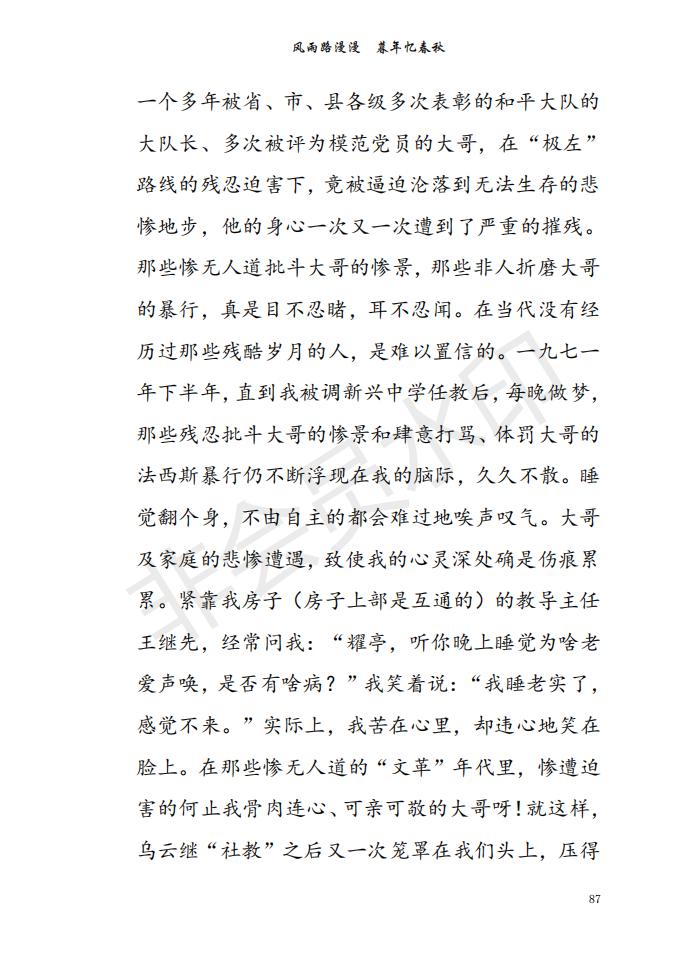 风雨路漫漫 暮年忆春秋
一个多年被省、市、县各级多次表彰的和平大队的
大队长、多次被评为模范党员的大哥，在“极左”
路线的残忍迫害下，竟被逼迫沦落到无法生存的悲
惨地步，他的身心一次又一次遭到了严重的摧残。
那些惨无人道批斗大哥的惨景，那些非人折磨大哥
的暴行，真是目不忍睹，耳不忍闻。在当代没有经
历过那些残酷岁月的人，是难以置信的。一九七一
年下半年，直到我被调新兴中学任教后，每晚做梦，
那些残忍批斗大哥的惨景和肆意打骂、体罚大哥的
法西斯暴行仍不断浮现在我的脑际，久久不散。睡
觉翻个身，不由自主的都会难过地唉声叹气。大哥
及家庭的悲惨遭遇，致使我的心灵深处确是伤痕累
累。紧靠我房子（房子上部是互通的）的教导主任
王继先，经常问我：“耀亭，听你晚上睡觉为啥老
爱声唤，是否有啥病？”我笑着说：“我睡老实了，
感觉不来。”实际上，我苦在心里，却违心地笑在
脸上。在那些惨无人道的“文革”年代里，惨遭迫
害的何止我骨肉连心、可亲可敬的大哥呀！就这样，
乌云继“社教”之后又一次笼罩在我们头上，压得
87
非会员水印